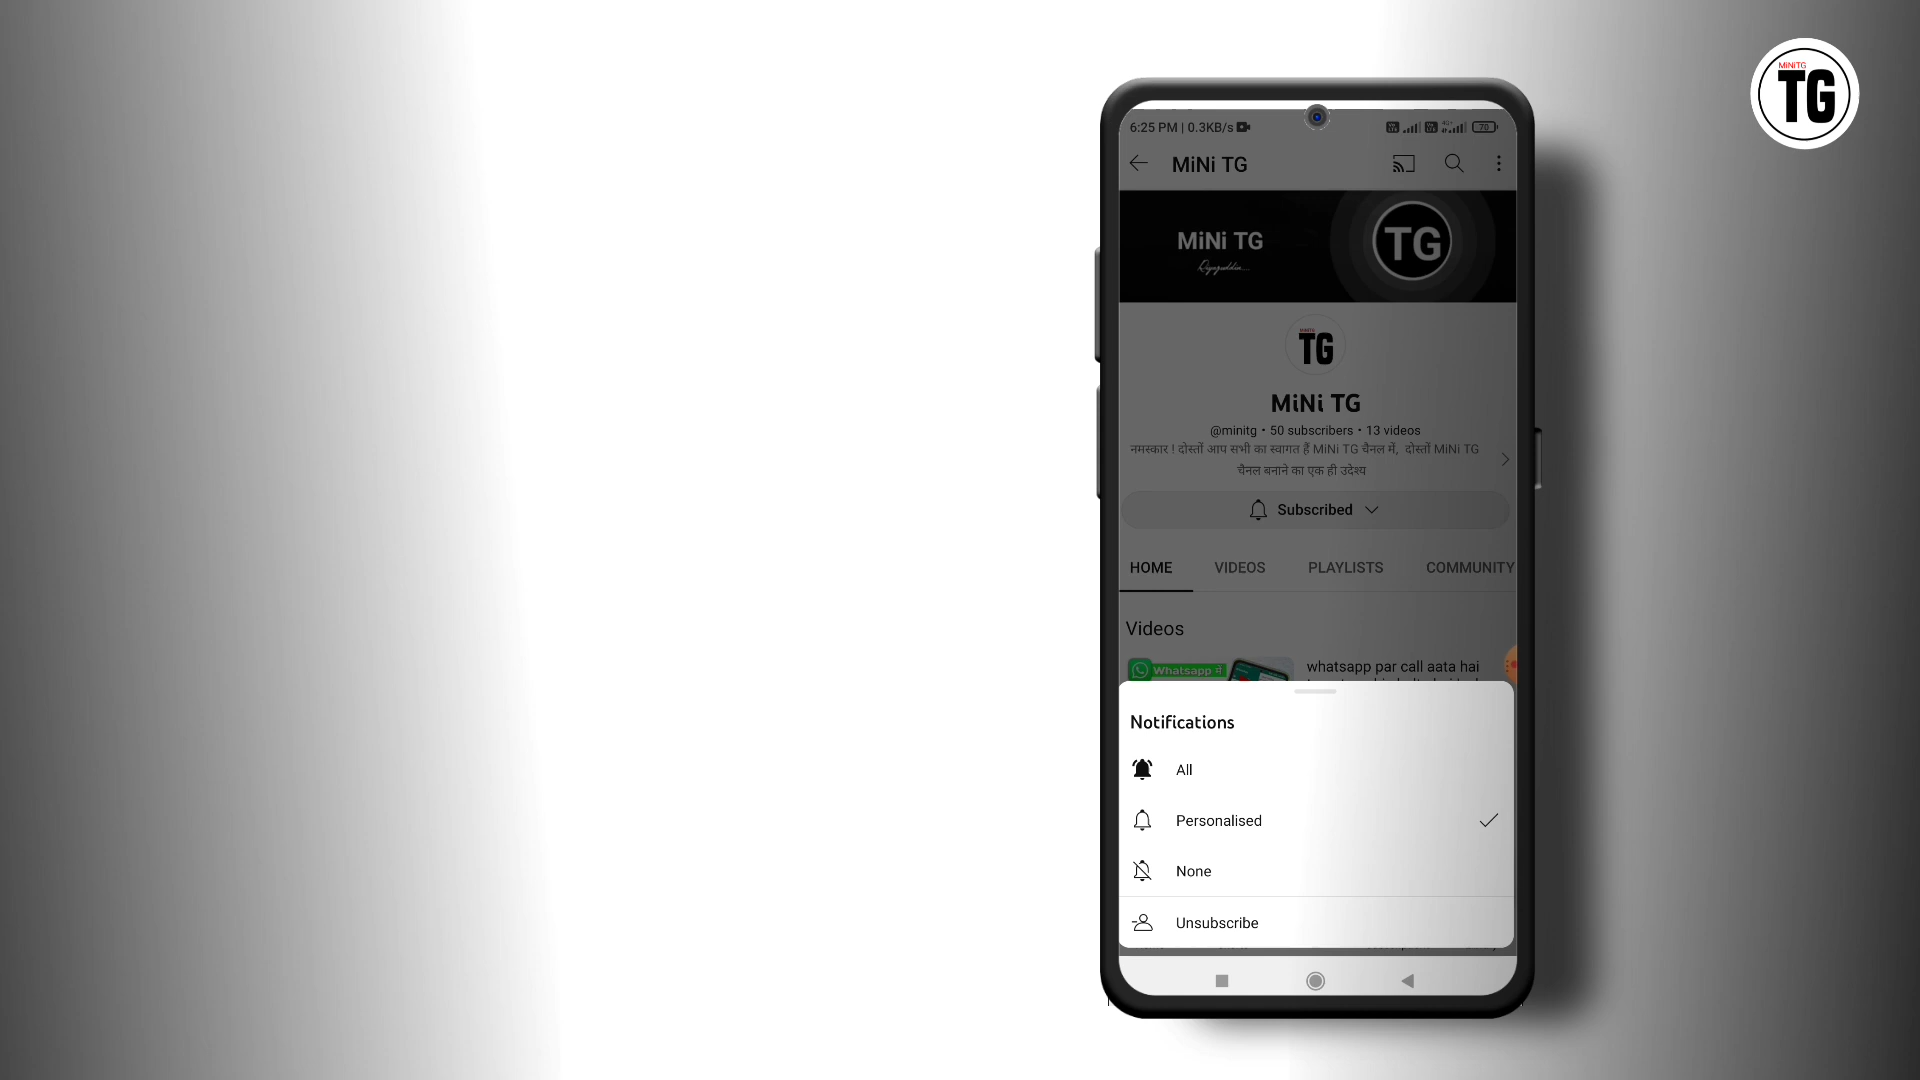 MiNiTG
TG
6:25 PM | 0.3KB/s
70
MiNi TG
MiNi TG
TG
MiNiTG
TG
MiNi TG
@minitg • 50 subscribers • 13 videos
नमस्कार ! दोस्तों आप सभी का स्वागत हैं MiNi TG चैनल में, दोस्तों MiNi TG
चैनल बनाने का एक ही उदेश्य
Subscribed
HOME VIDEOS PLAYLISTS COMMUNITY
Videos
Whatsapp में
whatsapp par call aata hai
Notifications
All
Personalised
None
Unsubscribe